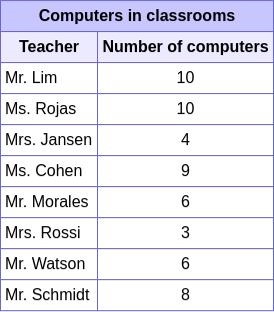 Computers in classrooms
Teacher Number of computers
Mr. Lim 10
Ms. Rojas 10
Mrs. Jansen 4
Ms. Cohen 9
Mr. Morales 6
Mrs. Rossi 3
Mr. Watson 6
Mr. Schmidt 8